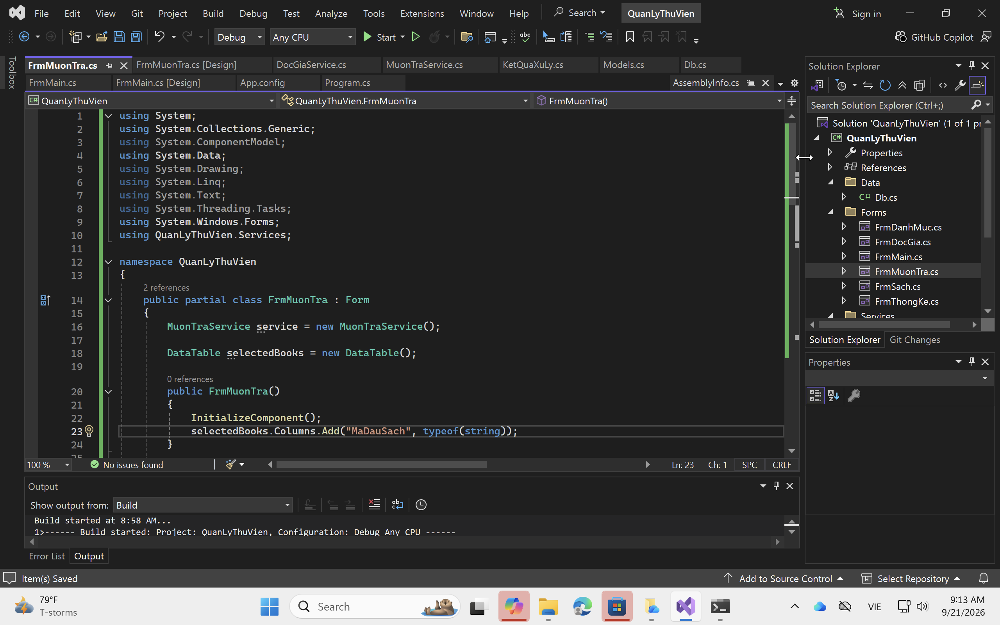 File Edit View Git Project Build Debug Test Analyze Tools Extensions Window Help Search QuanLyThuVien Sign in
Debug Any CPU Start abc GitHub Copilot
Toolbox
FrmMuonTra.cs FrmMuonTra.cs [Design] DocGiaService.cs MuonTraService.cs KetQuaXuLy.cs Models.cs Db.cs
FrmMain.cs FrmMain.cs [Design] App.config Program.cs AssemblyInfo.cs
C# QuanLyThuVien QuanLyThuVien.FrmMuonTra FrmMuonTra()
1 using System;
2 using System.Collections.Generic;
3 using System.ComponentModel;
4 using System.Data;
5 using System.Drawing;
6 using System.Linq;
7 using System.Text;
8 using System.Threading.Tasks;
9 using System.Windows.Forms;
10 using QuanLyThuVien.Services;
11
12 namespace QuanLyThuVien
13 {
2 references
14 public partial class FrmMuonTra : Form
15 {
16 MuonTraService service = new MuonTraService();
17
18 DataTable selectedBooks = new DataTable();
19
0 references
20 public FrmMuonTra()
21 {
22 InitializeComponent();
23 selectedBooks.Columns.Add("MaDauSach", typeof(string));
24 }
25
100 % No issues found Ln: 23 Ch: 1 SPC CRLF
Output
Show output from: Build
Build started at 8:58 AM...
1>------ Build started: Project: QuanLyThuVien, Configuration: Debug Any CPU ------
Error List Output
Solution Explorer
Search Solution Explorer (Ctrl+;)
Solution 'QuanLyThuVien' (1 of 1 pr
C# QuanLyThuVien
Properties
References
Data
C# Db.cs
Forms
FrmDanhMuc.cs
FrmDocGia.cs
FrmMain.cs
FrmMuonTra.cs
FrmSach.cs
FrmThongKe.cs
Services
Solution Explorer Git Changes
Properties
Item(s) Saved Add to Source Control Select Repository
79°F
T-storms
Search
VIE
9:13 AM
9/21/2026